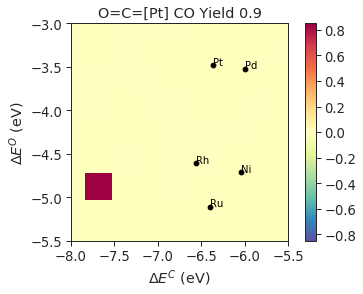 O=C=[Pt] CO Yield 0.9
−3.0
−3.5
−4.0
−4.5
−5.0
−5.5
ΔE^O (eV)
Pt
Pd
Rh
Ni
Ru
−8.0 −7.5 −7.0 −6.5 −6.0 −5.5
ΔE^C (eV)
0.8
0.6
0.4
0.2
0.0
−0.2
−0.4
−0.6
−0.8